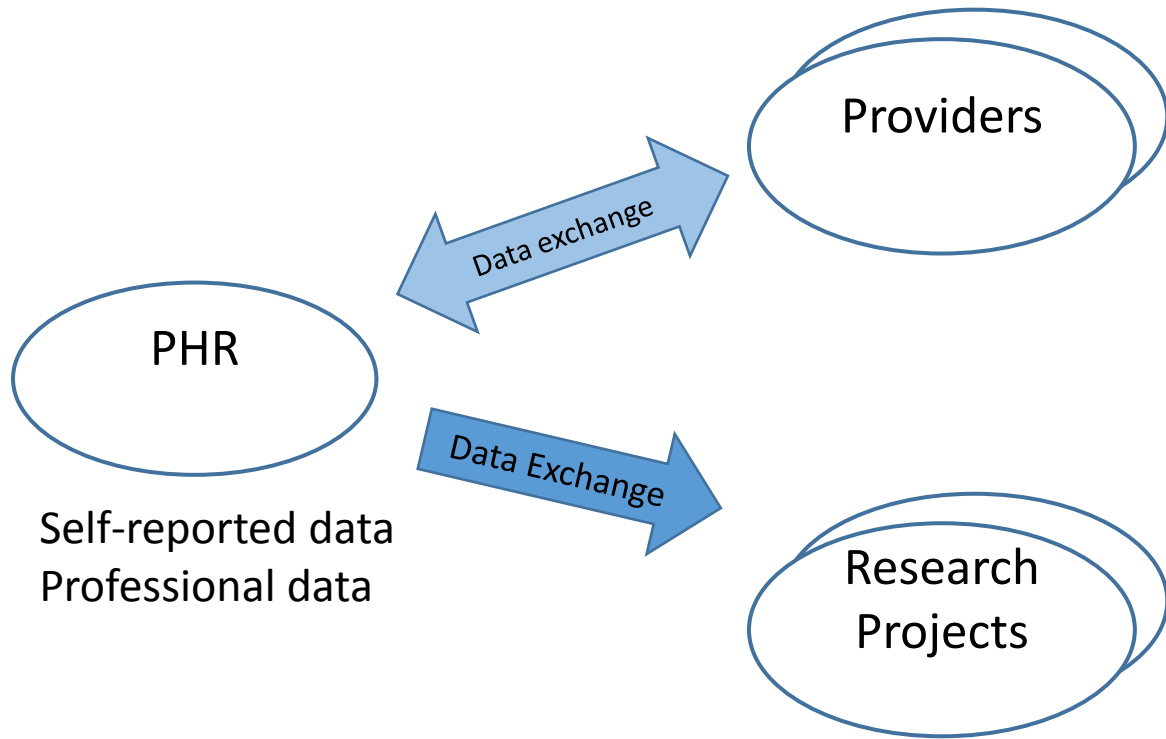 Providers
Data exchange
PHR
Data Exchange
Self-reported data
Professional data
Research
Projects